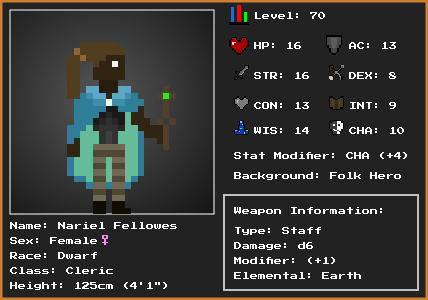 Level: 70
HP: 16 AC: 13
STR: 16 DEX: 8
CON: 13 INT: 9
WIS: 14 CHA: 10
Stat Modifier: CHA (+4)
Background: Folk Hero
Name: Nariel Fellowes
Sex: Female♀
Race: Dwarf
Class: Cleric
Height: 125cm (4'1")
Weapon Information:
Type: Staff
Damage: d6
Modifier: (+1)
Elemental: Earth